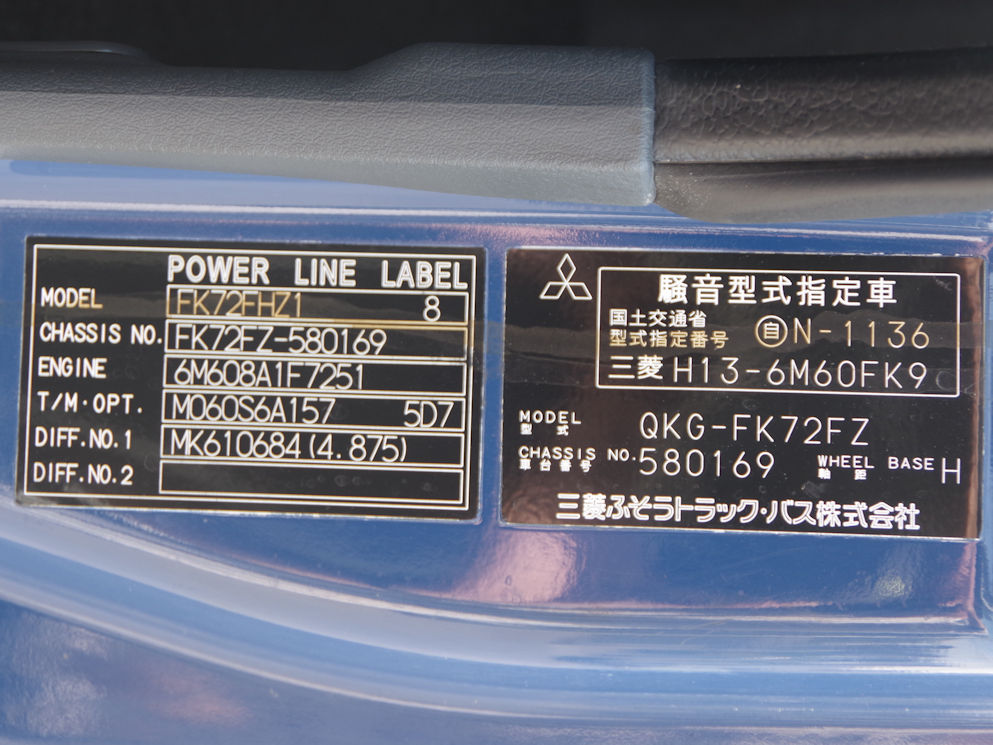 POWER LINE LABEL
MODEL FK72FHZ1 8
CHASSIS NO. FK72FZ-580169
ENGINE 6M608A1F7251
T/M·OPT. M060S6A157 5D7
DIFF.NO.1 MK610684(4.875)
DIFF.NO.2
騒音型式指定車
国土交通省
型式指定番号 自N-1136
三菱H13-6M60FK9
MODEL QKG-FK72FZ
型式
CHASSIS NO. 580169 WHEEL BASE H
車台番号 軸距
三菱ふそうトラック・バス株式会社